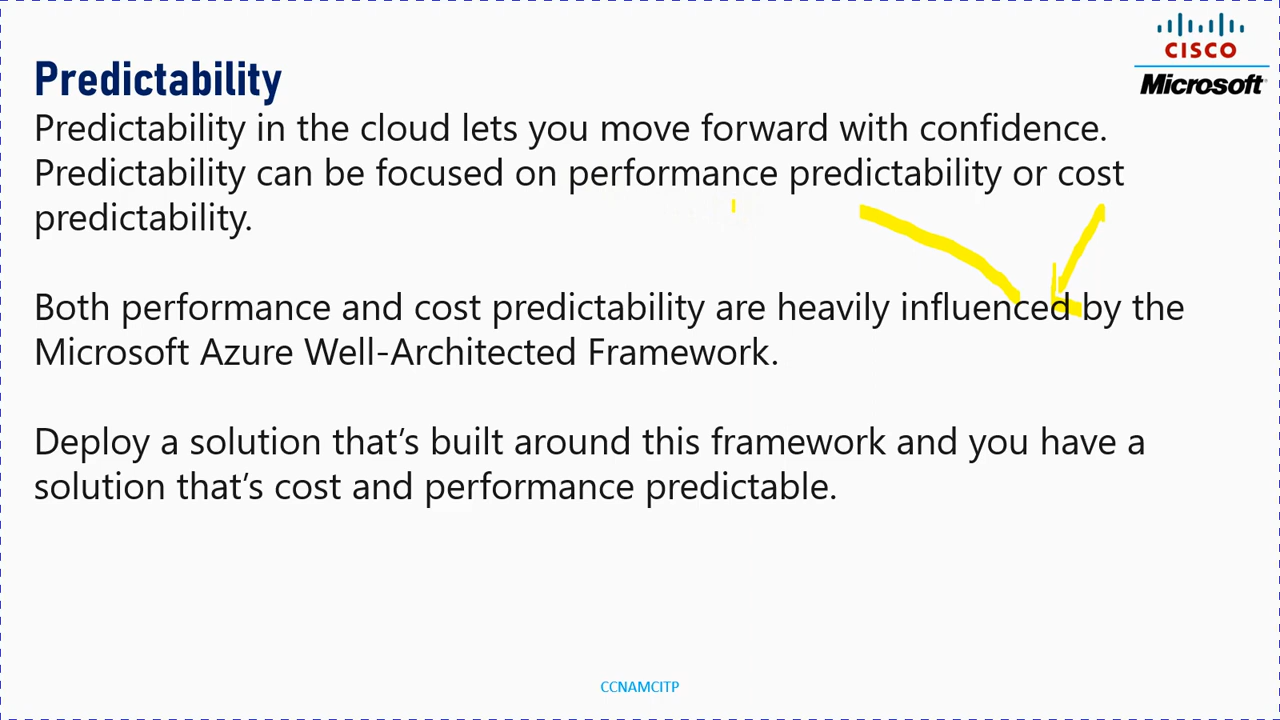 CISCO
Microsoft
Predictability
Predictability in the cloud lets you move forward with confidence.
Predictability can be focused on performance predictability or cost
predictability.
Both performance and cost predictability are heavily influenced by the
Microsoft Azure Well-Architected Framework.
Deploy a solution that’s built around this framework and you have a
solution that’s cost and performance predictable.
CCNAMCITP